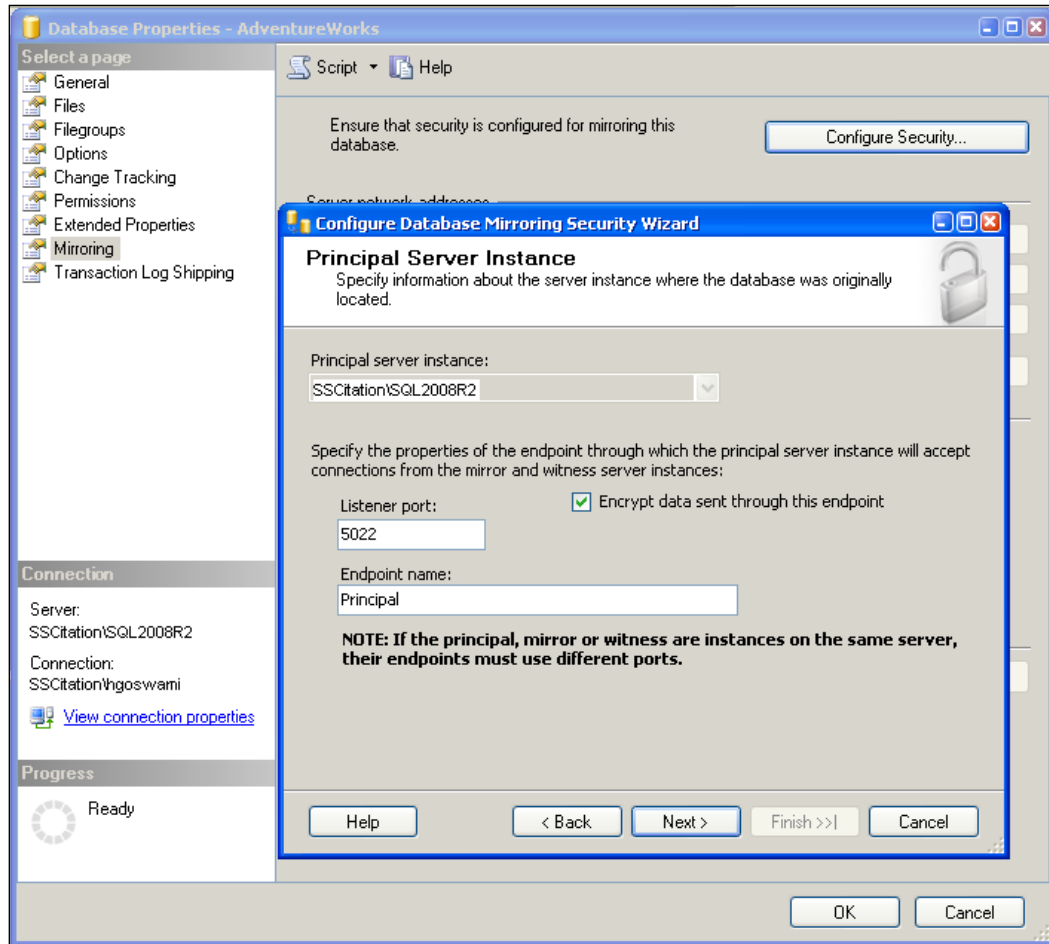 Database Properties - AdventureWorks
Select a page
General
Files
Filegroups
Options
Change Tracking
Permissions
Extended Properties
Mirroring
Transaction Log Shipping
Connection
Server:
SSCitation\SQL2008R2
Connection:
SSCitation\hgoswami
View connection properties
Progress
Ready
Script
Help
Ensure that security is configured for mirroring this
database.
Configure Security...
Server network addresses
Configure Database Mirroring Security Wizard
Principal Server Instance
Specify information about the server instance where the database was originally
located.
Principal server instance:
SSCitation\SQL2008R2
Specify the properties of the endpoint through which the principal server instance will accept
connections from the mirror and witness server instances:
Listener port:
Encrypt data sent through this endpoint
5022
Endpoint name:
Principal
NOTE: If the principal, mirror or witness are instances on the same server,
their endpoints must use different ports.
Help
< Back
Next >
Finish >>|
Cancel
OK
Cancel